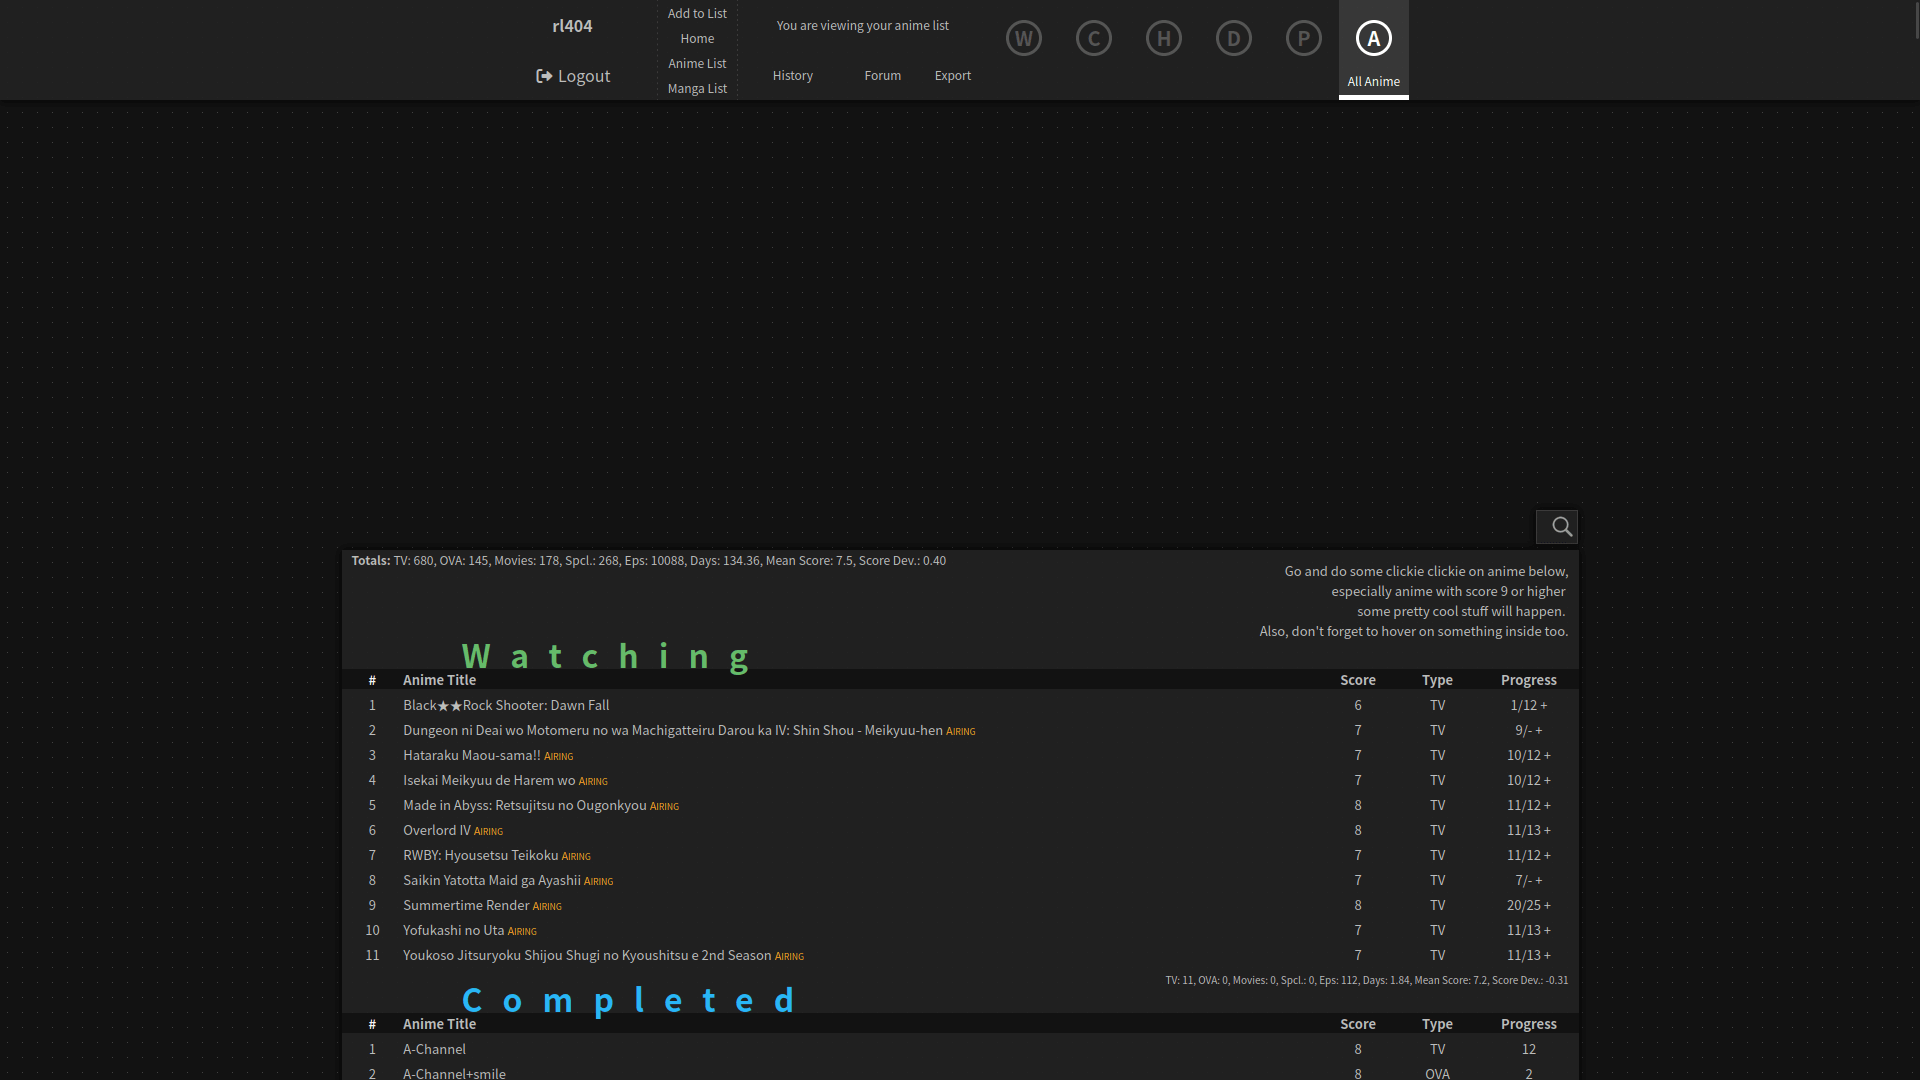 rl404
Logout
Add to List
Home
Anime List
Manga List
You are viewing your anime list
History Forum Export
W C H D P A
All Anime
Totals: TV: 680, OVA: 145, Movies: 178, Spcl.: 268, Eps: 10088, Days: 134.36, Mean Score: 7.5, Score Dev.: 0.40
Go and do some clickie clickie on anime below,
especially anime with score 9 or higher
some pretty cool stuff will happen.
Also, don't forget to hover on something inside too.
Watching
# Anime Title Score Type Progress
1 Black★★Rock Shooter: Dawn Fall 6 TV 1/12 +
2 Dungeon ni Deai wo Motomeru no wa Machigatteiru Darou ka IV: Shin Shou - Meikyuu-hen Airing 7 TV 9/- +
3 Hataraku Maou-sama!! Airing 7 TV 10/12 +
4 Isekai Meikyuu de Harem wo Airing 7 TV 10/12 +
5 Made in Abyss: Retsujitsu no Ougonkyou Airing 8 TV 11/12 +
6 Overlord IV Airing 8 TV 11/13 +
7 RWBY: Hyousetsu Teikoku Airing 7 TV 11/12 +
8 Saikin Yatotta Maid ga Ayashii Airing 7 TV 7/- +
9 Summertime Render Airing 8 TV 20/25 +
10 Yofukashi no Uta Airing 7 TV 11/13 +
11 Youkoso Jitsuryoku Shijou Shugi no Kyoushitsu e 2nd Season Airing 7 TV 11/13 +
TV: 11, OVA: 0, Movies: 0, Spcl.: 0, Eps: 112, Days: 1.84, Mean Score: 7.2, Score Dev.: -0.31
Completed
# Anime Title Score Type Progress
1 A-Channel 8 TV 12
2 A-Channel+smile 8 OVA 2